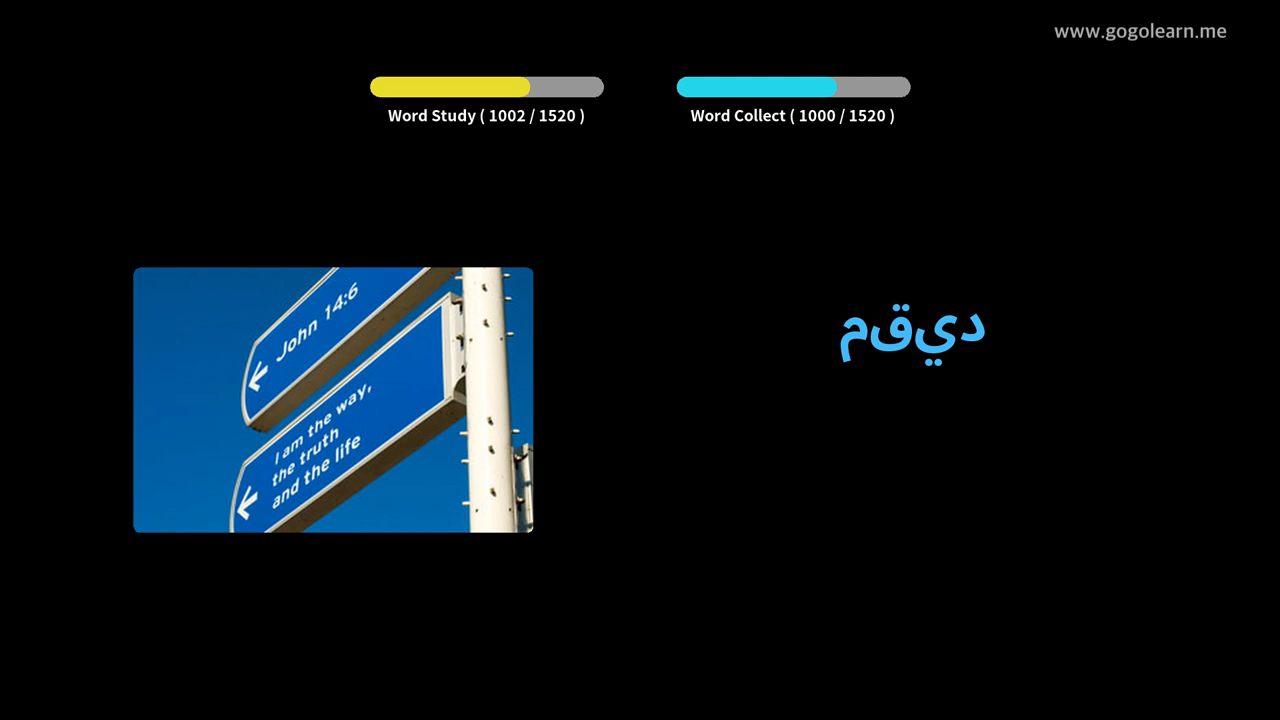 www.gogolearn.me
Word Study ( 1002 / 1520 )
Word Collect ( 1000 / 1520 )
John 14:6
I am the way,
the truth
and the life
ديقم